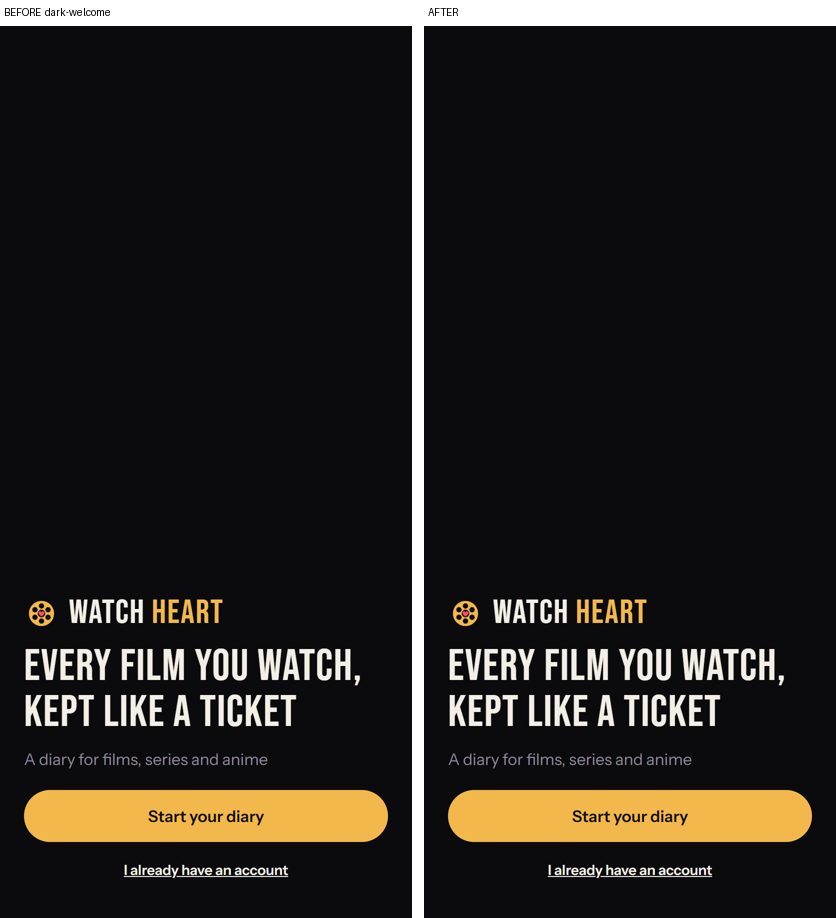 BEFORE dark-welcome
WATCH HEART
EVERY FILM YOU WATCH,
KEPT LIKE A TICKET
A diary for films, series and anime
Start your diary
I already have an account
AFTER
WATCH HEART
EVERY FILM YOU WATCH,
KEPT LIKE A TICKET
A diary for films, series and anime
Start your diary
I already have an account